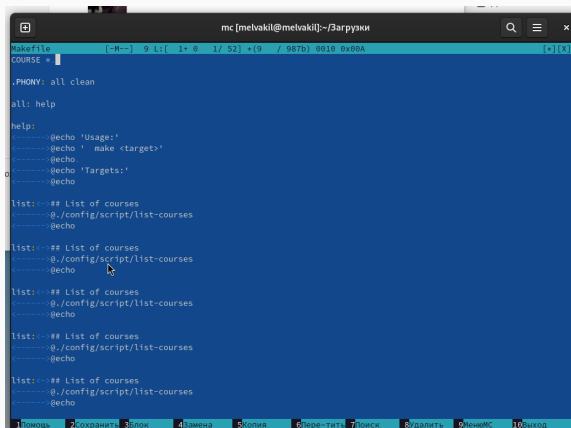 mc [melvakil@melvakil]:~/Загрузки
Makefile [-M--] 9 L:[ 1+ 0 1/ 52] *(9 / 987b) 0010 0x00A [*][X]
COURSE =
.PHONY: all clean
all: help
help:
<------>@echo 'Usage:'
<------>@echo ' make <target>'
<------>@echo
<------>@echo 'Targets:'
<------>@echo
list:<->## List of courses
<------>@./config/script/list-courses
<------>@echo
list:<->## List of courses
<------>@./config/script/list-courses
<------>@echo
list:<->## List of courses
<------>@./config/script/list-courses
<------>@echo
list:<->## List of courses
<------>@./config/script/list-courses
<------>@echo
list:<->## List of courses
<------>@./config/script/list-courses
<------>@echo
1Помощь 2Сохранить 3Блок 4Замена 5Копия 6Пере~тить 7Поиск 8Удалить 9МенюMC 10Выход